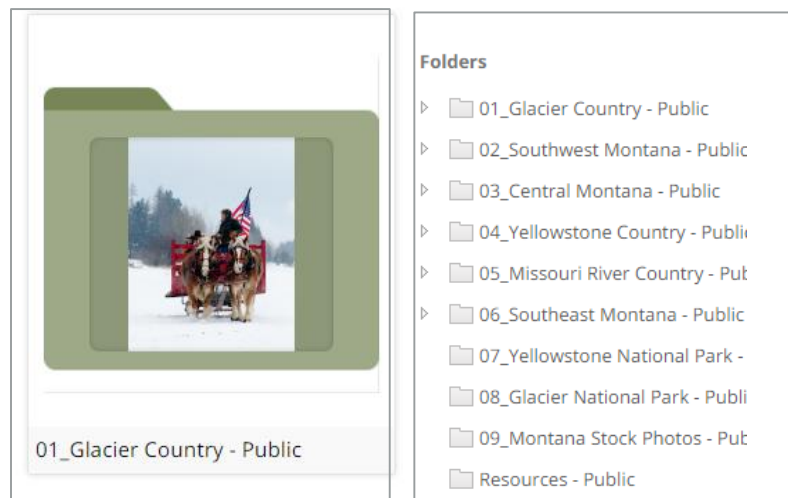 01_Glacier Country - Public
Folders
01_Glacier Country - Public
02_Southwest Montana - Public
03_Central Montana - Public
04_Yellowstone Country - Publi
05_Missouri River Country - Pub
06_Southeast Montana - Public
07_Yellowstone National Park -
08_Glacier National Park - Publi
09_Montana Stock Photos - Pub
Resources - Public